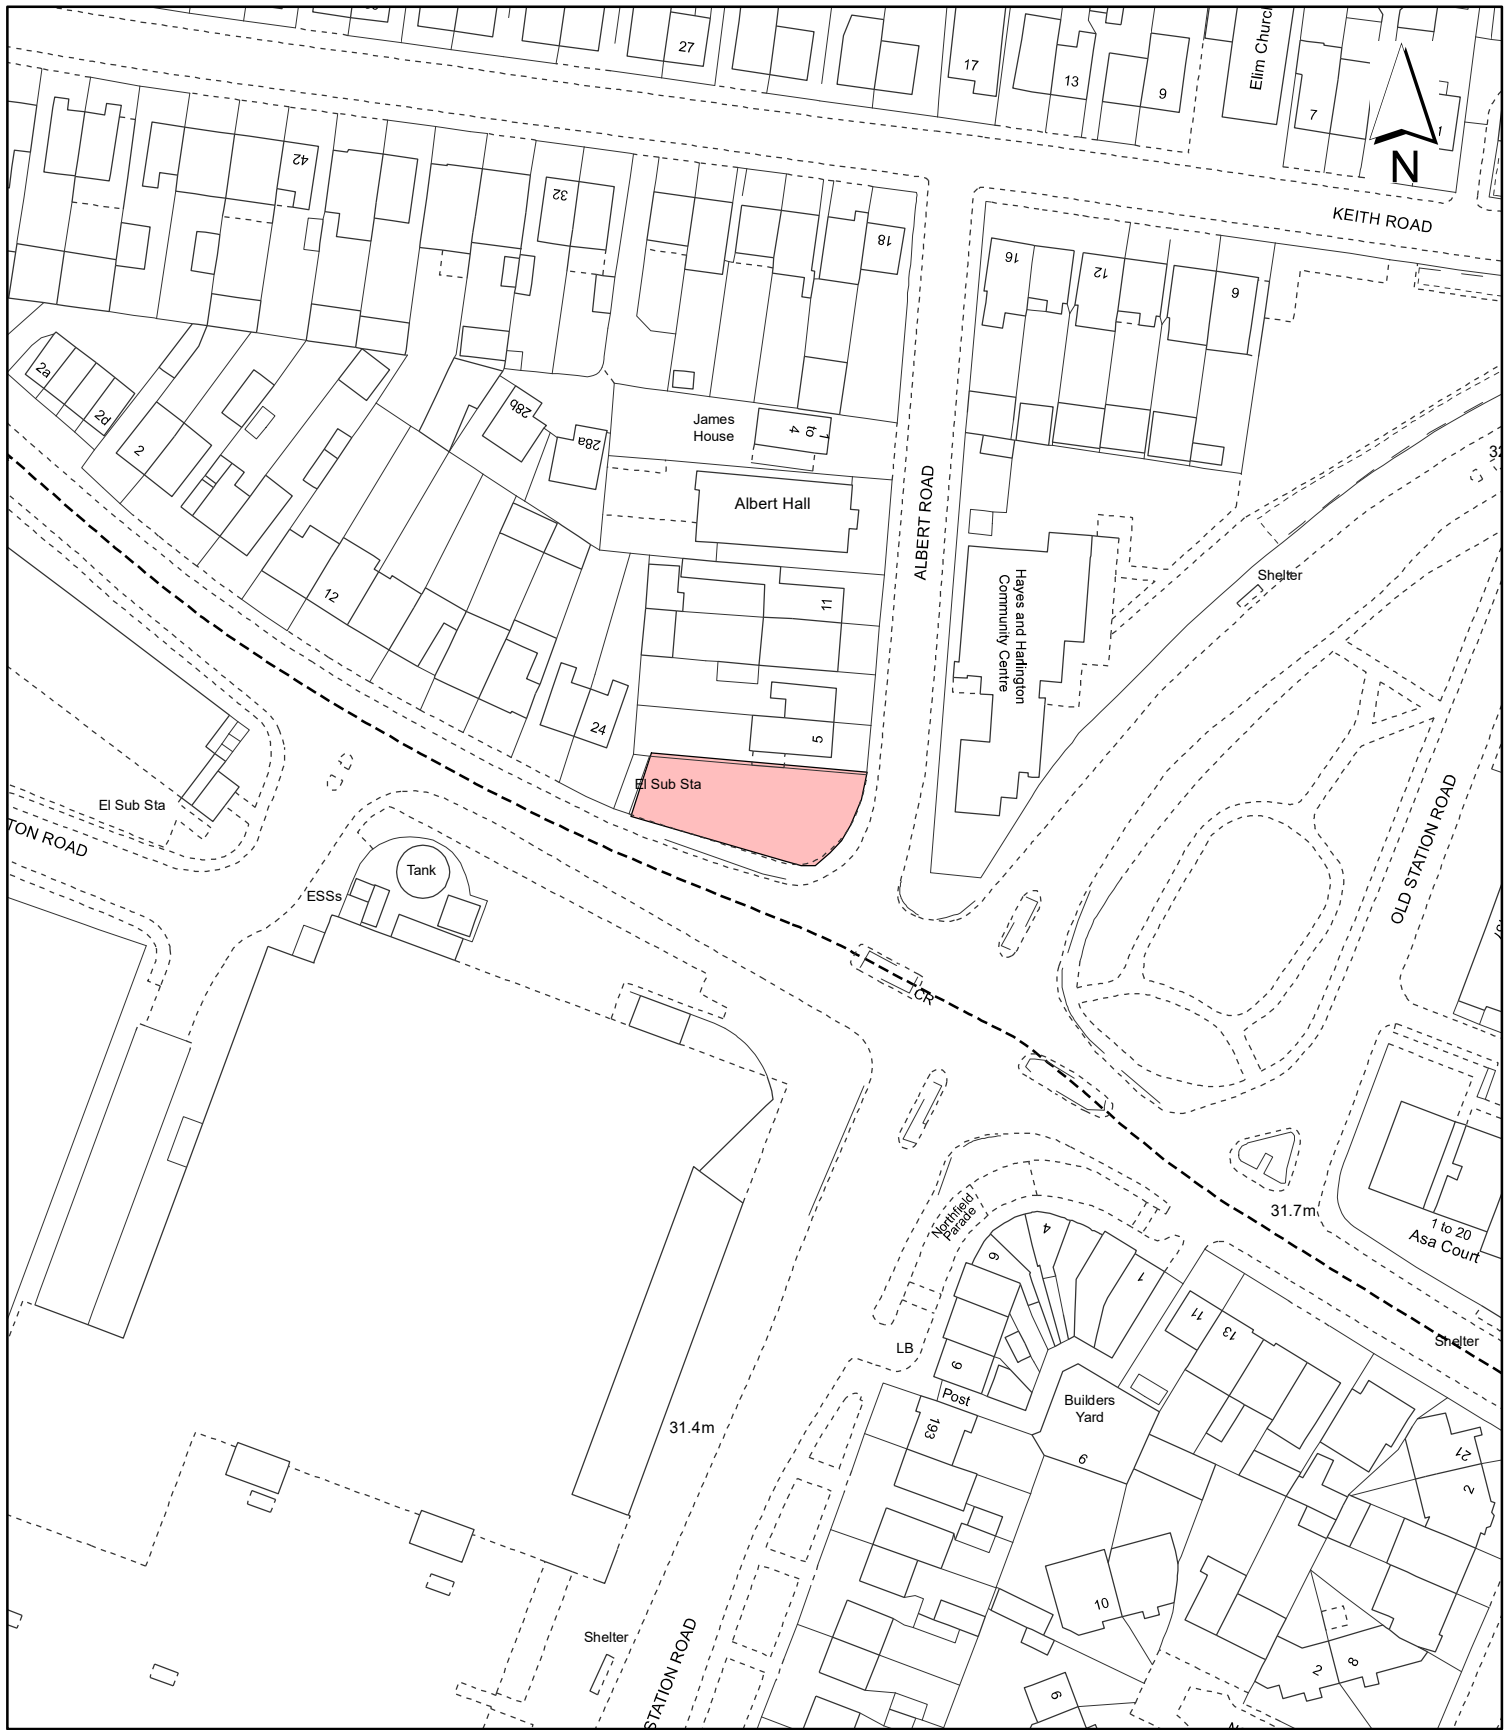 27
17
13
9
Elim Church
7
1
N
KEITH ROAD
42
32
18
16
12
6
2a
2d
2
28b
28a
James
House
1
to
4
Albert Hall
ALBERT ROAD
Hayes and Harlington
Community Centre
Shelter
11
12
24
5
El Sub Sta
El Sub Sta
TON ROAD
Tank
ESSs
OLD STATION ROAD
CR
Northfield
Parade
4
6
1
9
31.7m
1 to 20
Asa Court
Shelter
LB
Post
193
11
13
Builders
Yard
9
31.4m
21
2
10
2
8
6
Shelter
STATION ROAD